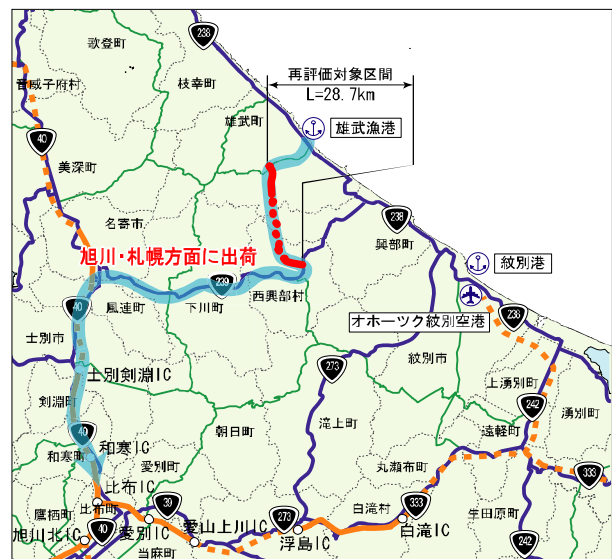 238
歌登町
音威子府村
枝幸町
再評価対象区間
L=28.7km
雄武町
雄武漁港
40
美深町
名寄市
238
興部町
旭川・札幌方面に出荷
紋別港
239
西興部村
40
風連町
下川町
オホーツク紋別空港
238
士別市
紋別市
273
上湧別町
士別剣淵IC
剣淵町
242
湧別町
朝日町
滝上町
遠軽町
40
和寒IC
和寒町
愛別町
丸瀬布町
333
比布IC
鷹栖町
比布町
39
愛山上川IC
273
白滝村
333
生田原町
旭川北IC
40
愛別IC
浮島IC
白滝IC
242
当麻町